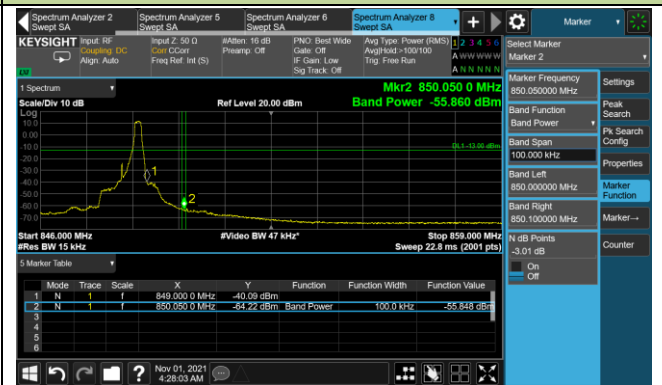 Spectrum Analyzer 2
Swept SA
Spectrum Analyzer 5
Swept SA
Spectrum Analyzer 6
Swept SA
Spectrum Analyzer 8
Swept SA
Marker
KEYSIGHT
Input: RF
Coupling: DC
Align: Auto
Input Z: 50 Ω
Corr CCorr
Freq Ref: Int (S)
#Atten: 16 dB
Preamp: Off
PNO: Best Wide
Gate: Off
IF Gain: Low
Sig Track: Off
Avg Type: Power (RMS)
Avg|Hold:>100/100
Trig: Free Run
1 2 3 4 5 6
A W W W W W
A N N N N N
Select Marker
Marker 2
1 Spectrum
Scale/Div 10 dB
Ref Level 20.00 dBm
Mkr2 850.050 0 MHz
Band Power -55.860 dBm
Log
10.0
0.00
-10.0
-20.0
-30.0
-40.0
-50.0
-60.0
-70.0
DL1 -13.00 dBm
1
2
Start 846.000 MHz
#Res BW 15 kHz
#Video BW 47 kHz*
Stop 859.000 MHz
Sweep 22.8 ms (2001 pts)
5 Marker Table
Mode Trace Scale X Y Function Function Width Function Value
1 N 1 f 849.000 0 MHz -40.09 dBm
2 N 1 f 850.050 0 MHz -64.22 dBm Band Power 100.0 kHz -55.848 dBm
3
4
5
6
Marker Frequency
850.050000 MHz
Band Function
Band Power
Band Span
100.000 kHz
Band Left
850.000000 MHz
Band Right
850.100000 MHz
N dB Points
-3.01 dB
On
Off
Settings
Peak
Search
Pk Search
Config
Properties
Marker
Function
Marker→
Counter
?
Nov 01, 2021
4:28:03 AM